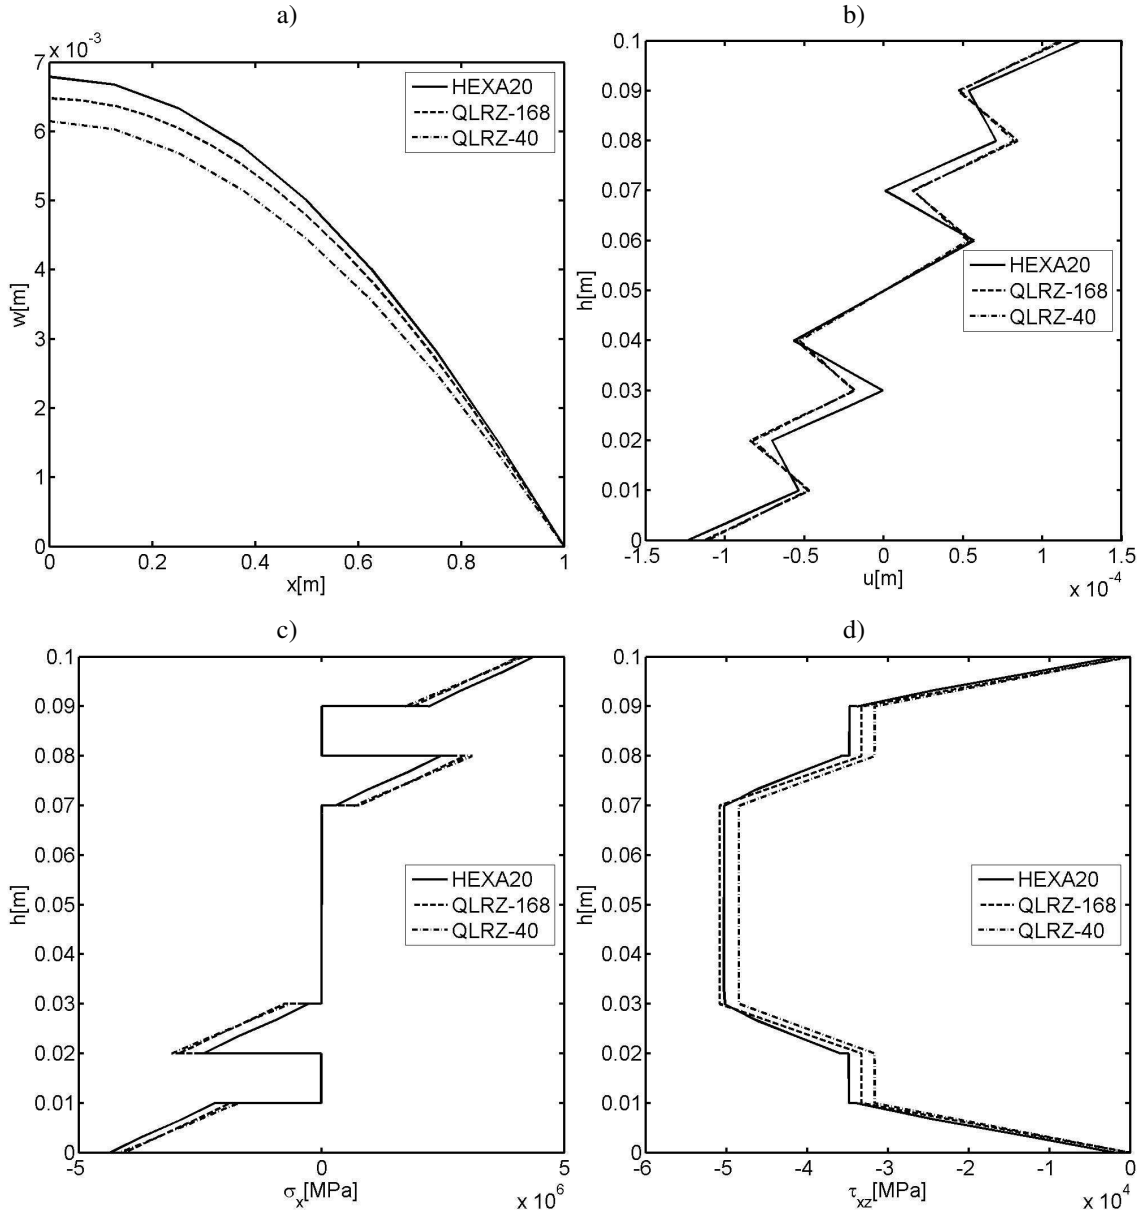 a)
x 10⁻³
7
6
5
4
3
2
1
0
w[m]
0 0.2 0.4 0.6 0.8 1
x[m]
HEXA20
QLRZ-168
QLRZ-40
b)
0.1
0.09
0.08
0.07
0.06
0.05
0.04
0.03
0.02
0.01
0
h[m]
-1.5 -1 -0.5 0 0.5 1 1.5
u[m]
x 10⁻⁴
HEXA20
QLRZ-168
QLRZ-40
c)
0.1
0.09
0.08
0.07
0.06
0.05
0.04
0.03
0.02
0.01
0
h[m]
-5 0 5
σₓ[MPa]
x 10⁶
HEXA20
QLRZ-168
QLRZ-40
d)
0.1
0.09
0.08
0.07
0.06
0.05
0.04
0.03
0.02
0.01
0
h[m]
-6 -5 -4 -3 -2 -1 0
τ_xz[MPa]
x 10⁴
HEXA20
QLRZ-168
QLRZ-40